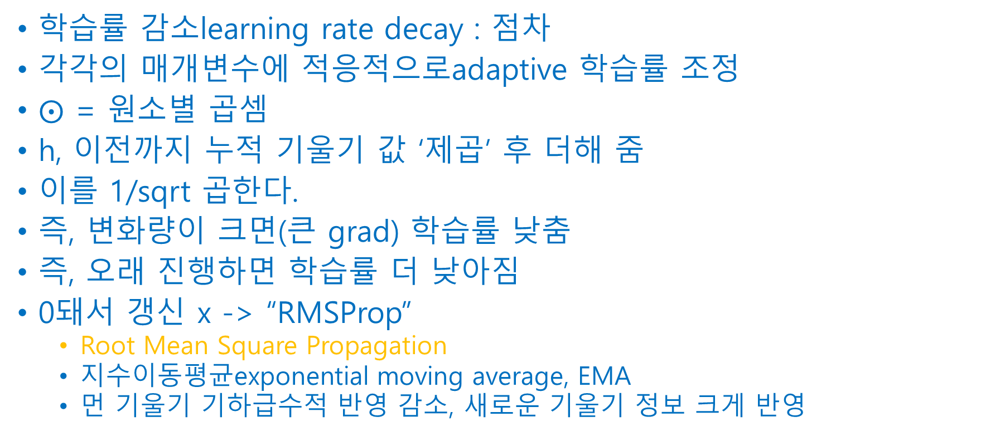 • 학습률 감소learning rate decay : 점차
• 각각의 매개변수에 적응적으로adaptive 학습률 조정
• ⊙ = 원소별 곱셈
• h, 이전까지 누적 기울기 값 ‘제곱’ 후 더해 줌
• 이를 1/sqrt 곱한다.
• 즉, 변화량이 크면(큰 grad) 학습률 낮춤
• 즉, 오래 진행하면 학습률 더 낮아짐
• 0돼서 갱신 x -> “RMSProp”
• Root Mean Square Propagation
• 지수이동평균exponential moving average, EMA
• 먼 기울기 기하급수적 반영 감소, 새로운 기울기 정보 크게 반영